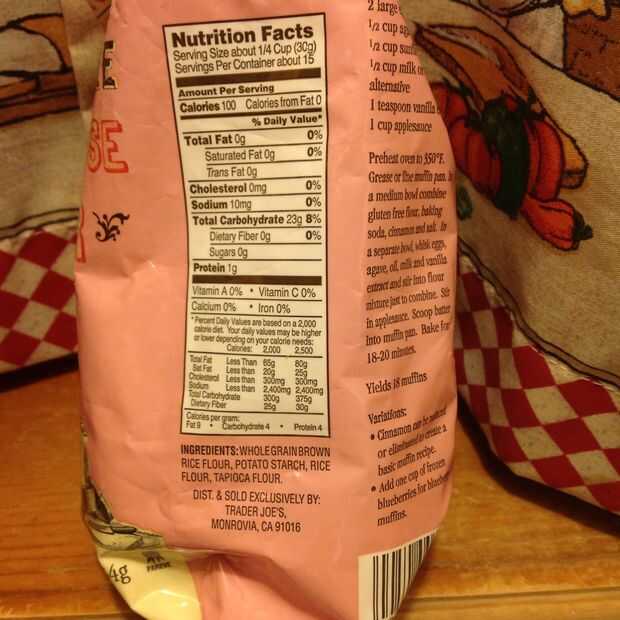 SE
Nutrition Facts
Serving Size about 1/4 Cup (30g)
Servings Per Container about 15
Amount Per Serving
Calories 100 Calories from Fat 0
% Daily Value*
Total Fat 0g 0%
Saturated Fat 0g 0%
Trans Fat 0g
Cholesterol 0mg 0%
Sodium 10mg 0%
Total Carbohydrate 23g 8%
Dietary Fiber 0g 0%
Sugars 0g
Protein 1g
Vitamin A 0% • Vitamin C 0%
Calcium 0% • Iron 0%
*Percent Daily Values are based on a 2,000
calorie diet. Your daily values may be higher
or lower depending on your calorie needs:
Calories: 2,000 2,500
Total Fat Less Than 65g 80g
Sat Fat Less than 20g 25g
Cholesterol Less than 300mg 300mg
Sodium Less than 2,400mg 2,400mg
Total Carbohydrate 300g 375g
Dietary Fiber 25g 30g
Calories per gram:
Fat 9 • Carbohydrate 4 • Protein 4
INGREDIENTS: WHOLE GRAIN BROWN
RICE FLOUR, POTATO STARCH, RICE
FLOUR, TAPIOCA FLOUR.
DIST. & SOLD EXCLUSIVELY BY:
TRADER JOE'S,
MONROVIA, CA 91016
4g
2 large
1/2 cup
1/2 cup
1/2 cup milk or
alternative
1 teaspoon vanilla
1 cup applesauce
Preheat oven to 350°F.
Grease or line muffin pan. In
a medium bowl combine
gluten free flour, baking
soda, cinnamon and salt. In
a separate bowl, whisk eggs,
agave, oil, milk and vanilla
extract and stir into flour
mixture just to combine. Stir
in applesauce. Scoop batter
into muffin pan. Bake for
18-20 minutes.
Yields 18 muffins
Variations:
• Cinnamon can be
or eliminated to create a
basic muffin recipe.
• Add one cup of frozen
blueberries for
muffins.